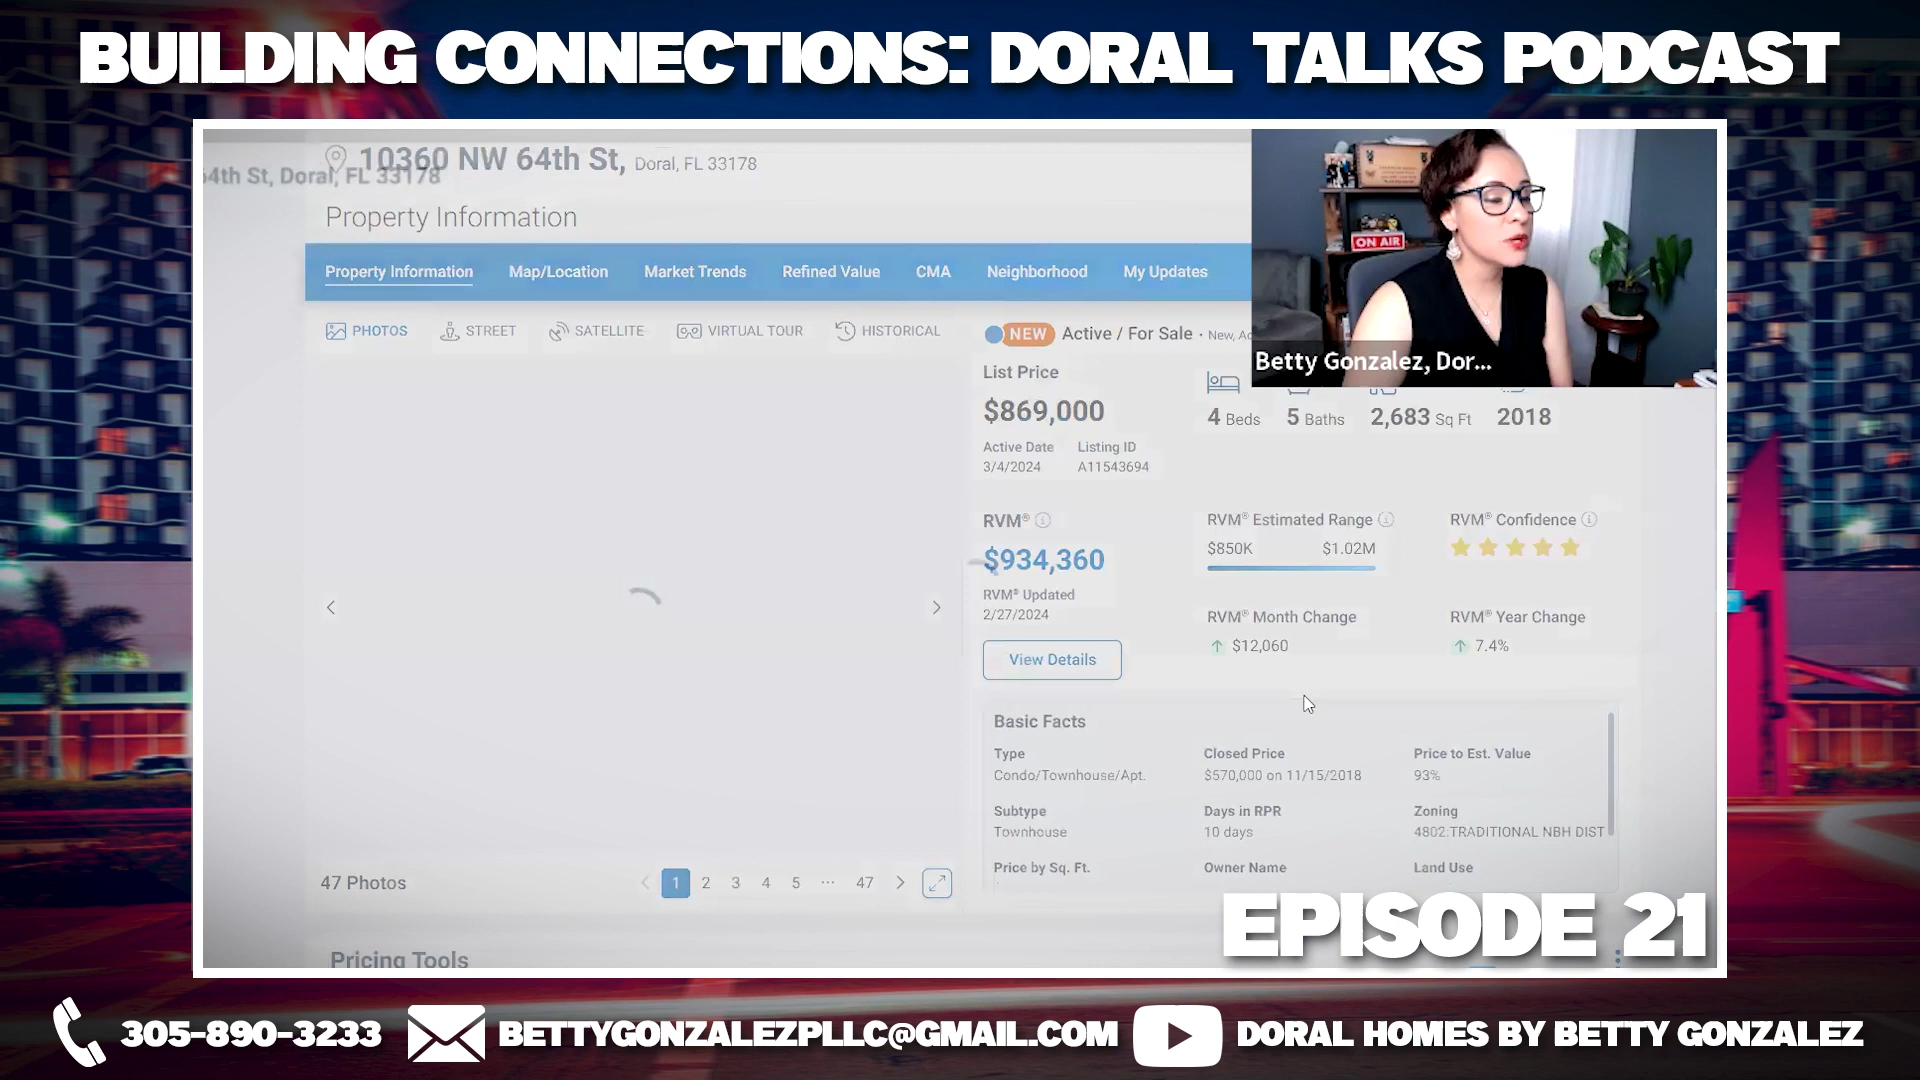 BUILDING CONNECTIONS: DORAL TALKS PODCAST
10360 NW 64th St, Doral, FL 33178
64th St, Doral, FL 33178
Property Information
Property Information Map/Location Market Trends Refined Value CMA Neighborhood My Updates
PHOTOS STREET SATELLITE VIRTUAL TOUR HISTORICAL
NEW Active / For Sale • New,
ON AIR
Betty Gonzalez, Dor...
List Price
$869,000
4 Beds 5 Baths 2,683 Sq Ft 2018
Active Date Listing ID
3/4/2024 A11543694
RVM® RVM® Estimated Range RVM® Confidence
$934,360 $850K $1.02M
RVM® Updated
2/27/2024
RVM® Month Change RVM® Year Change
$12,060 7.4%
View Details
Basic Facts
Type Closed Price Price to Est. Value
Condo/Townhouse/Apt. $570,000 on 11/15/2018 93%
Subtype Days in RPR Zoning
Townhouse 10 days 4802:TRADITIONAL NBH DIST
Price by Sq. Ft. Owner Name Land Use
47 Photos 1 2 3 4 5 ... 47
Pricing Tools
EPISODE 21
305-890-3233 BETTYGONZALEZPLLC@GMAIL.COM DORAL HOMES BY BETTY GONZALEZ